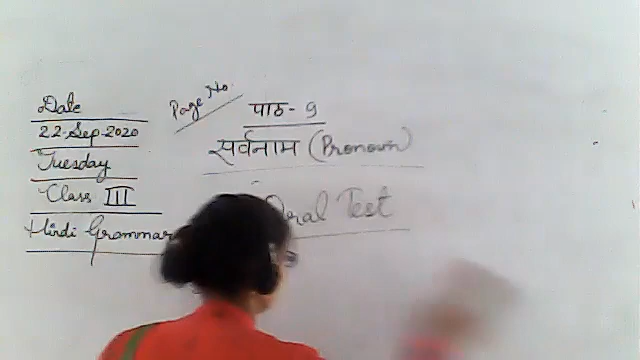 Date
22-Sep-2020
Tuesday
Class III
Hindi Grammar
Page No.
पाठ - 9
सर्वनाम (Pronoun)
Oral Test